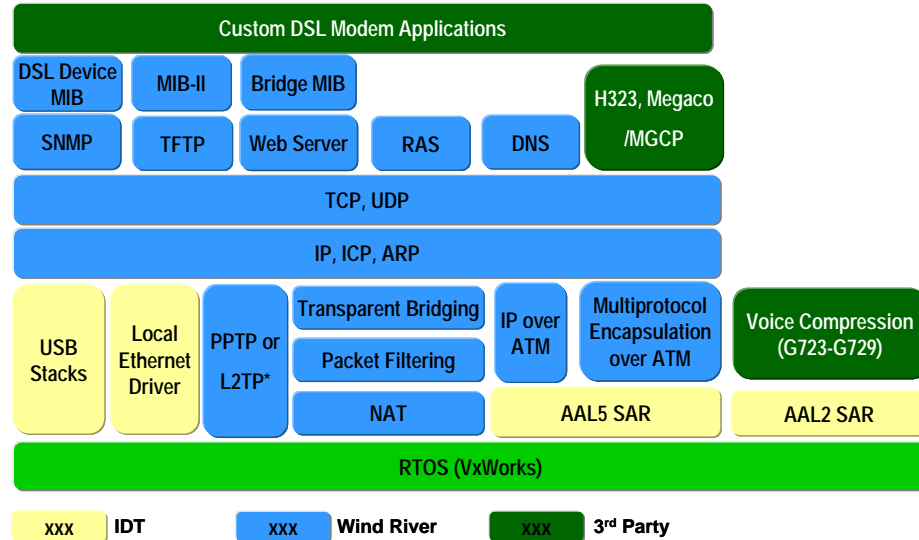 Custom DSL Modem Applications
DSL Device
MIB
MIB-II
Bridge MIB
H323, Megaco
/MGCP
SNMP
TFTP
Web Server
RAS
DNS
TCP, UDP
IP, ICP, ARP
USB
Stacks
Local
Ethernet
Driver
PPTP or
L2TP*
Transparent Bridging
Packet Filtering
NAT
IP over
ATM
Multiprotocol
Encapsulation
over ATM
Voice Compression
(G723-G729)
AAL5 SAR
AAL2 SAR
RTOS (VxWorks)
xxx IDT
xxx Wind River
xxx 3rd Party